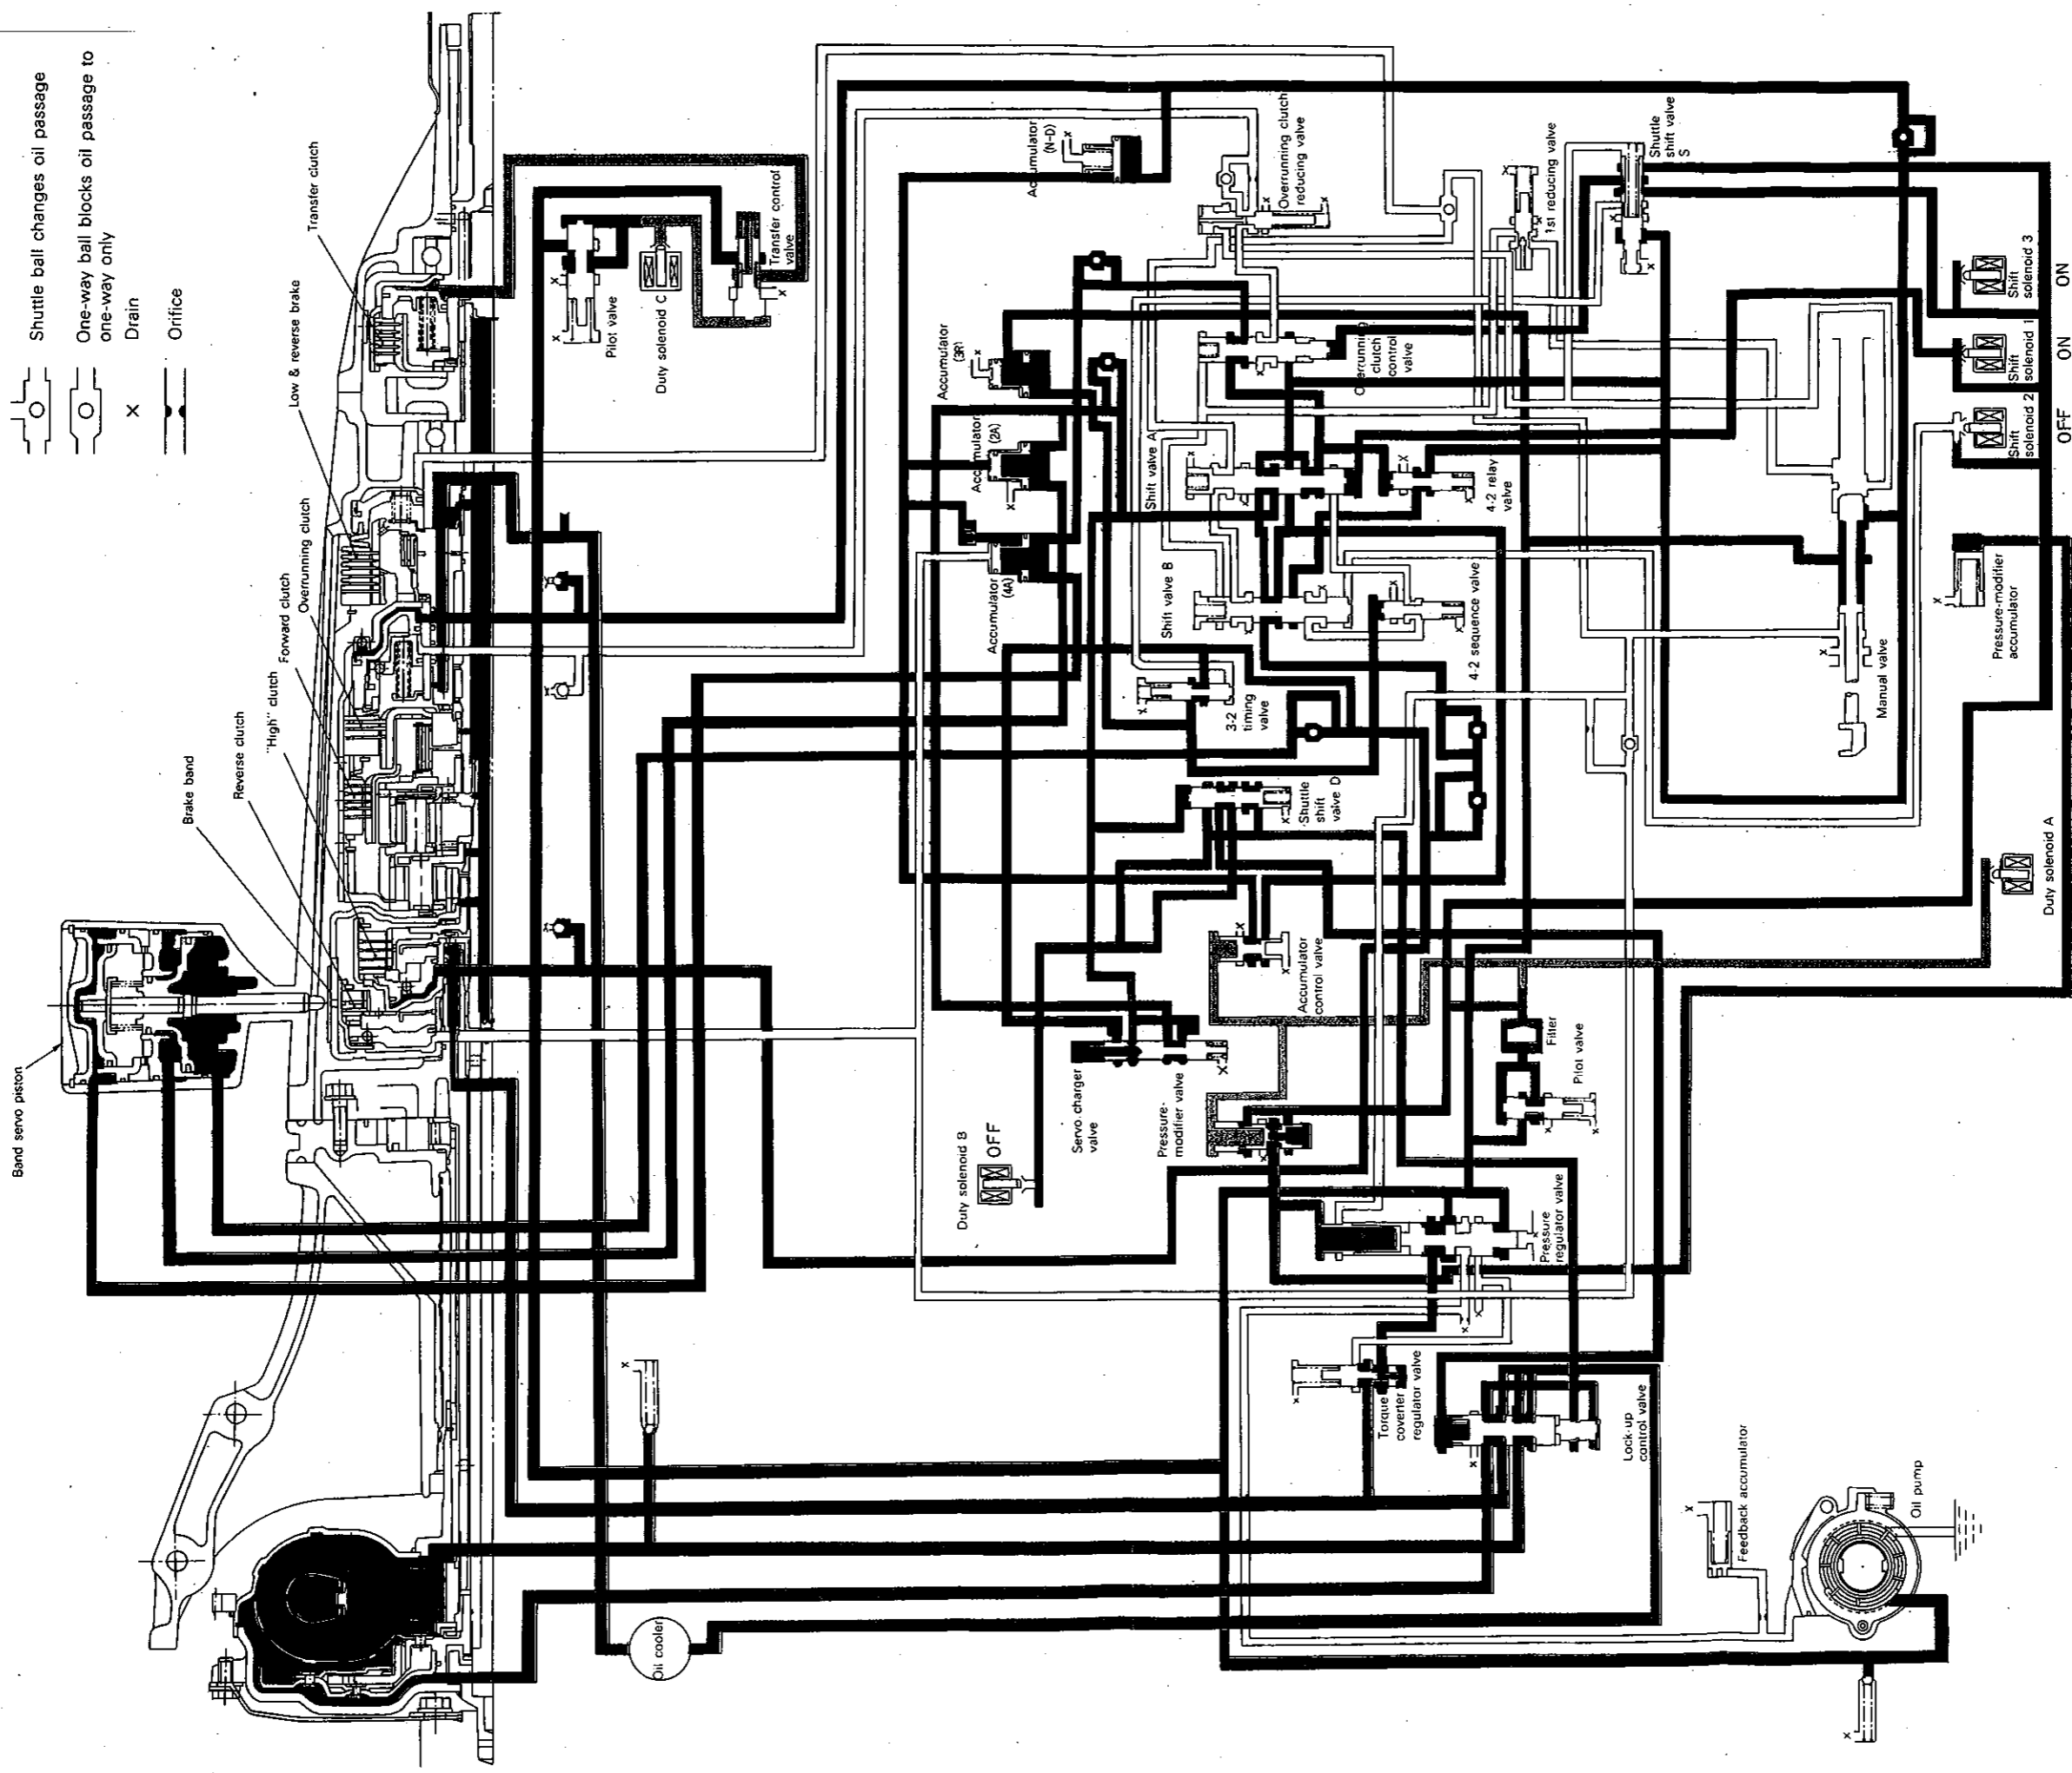 Shuttle ball changes oil passage
One-way ball blocks oil passage to
one-way only
Drain
Orifice
Transfer clutch
Low & reverse brake
Overrunning clutch
Forward clutch
"High" clutch
Reverse clutch
Brake band
Band servo piston
Pilot valve
Duty solenoid C
Transfer control
valve
Accumulator
(N-D)
Overrunning clutch
reducing valve
1st reducing valve
Shuttle
shift valve
S
Accumulator
(3R)
Accumulator
(2A)
Accumulator
(4A)
Overrunning
clutch
control
valve
Shift valve A
4-2 relay
valve
Shift valve B
4-2 sequence valve
3-2
timing
valve
Shuttle
shift
valve D
Shift
solenoid 3
ON
Shift
solenoid 1
ON
Shift
solenoid 2
OFF
Pressure-modifier
accumulator
Manual valve
Duty solenoid A
Accumulator
control valve
Filter
Pilot valve
Servo charger
valve
Pressure-
modifier valve
Duty solenoid B
OFF
Pressure
regulator valve
Torque
coverter
regulator valve
Lock-up
control valve
Feedback accumulator
Oil pump
Oil cooler